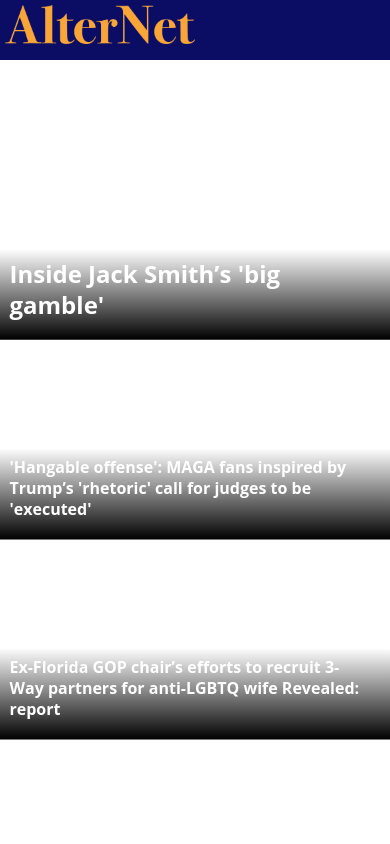 AlterNet
Inside Jack Smith’s 'big
gamble'
'Hangable offense': MAGA fans inspired by
Trump’s 'rhetoric' call for judges to be
'executed'
Ex-Florida GOP chair’s efforts to recruit 3-
Way partners for anti-LGBTQ wife Revealed:
report